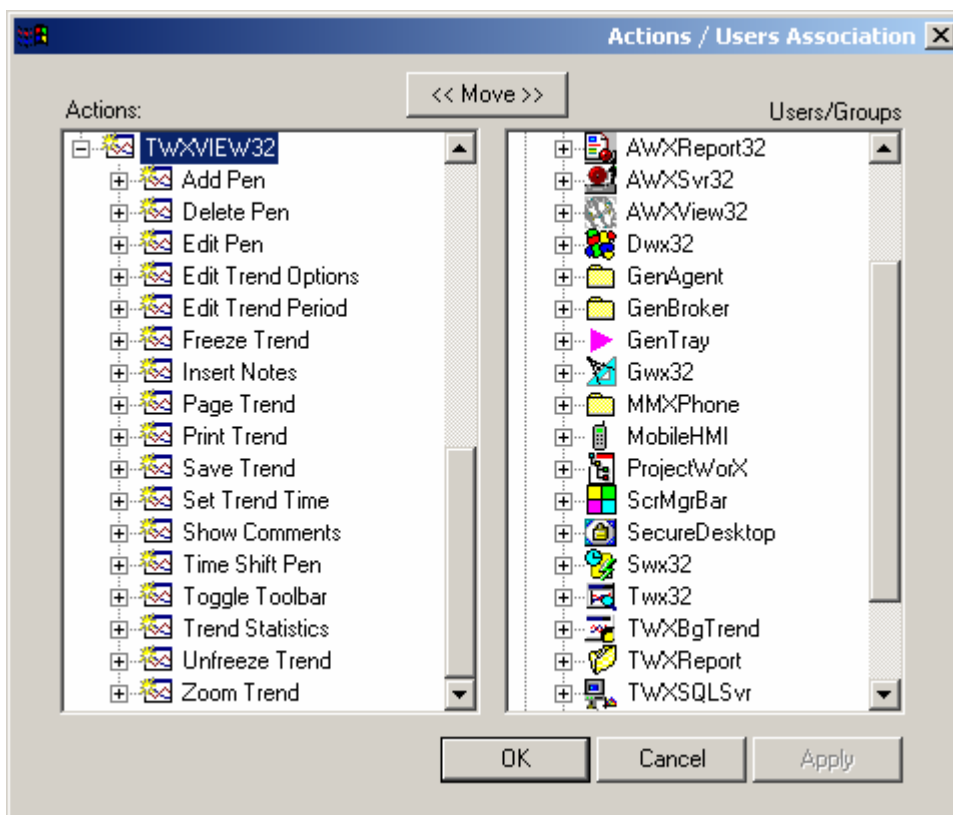 Actions / Users Association
<< Move >>
Actions:
Users/Groups
TWXVIEW32
Add Pen
Delete Pen
Edit Pen
Edit Trend Options
Edit Trend Period
Freeze Trend
Insert Notes
Page Trend
Print Trend
Save Trend
Set Trend Time
Show Comments
Time Shift Pen
Toggle Toolbar
Trend Statistics
Unfreeze Trend
Zoom Trend
AWXReport32
AWXSvr32
AWXView32
Dwx32
GenAgent
GenBroker
GenTray
Gwx32
MMXPhone
MobileHMI
ProjectWorX
ScrMgrBar
SecureDesktop
Swx32
Twx32
TWXBgTrend
TWXReport
TWXSQLSvr
OK
Cancel
Apply